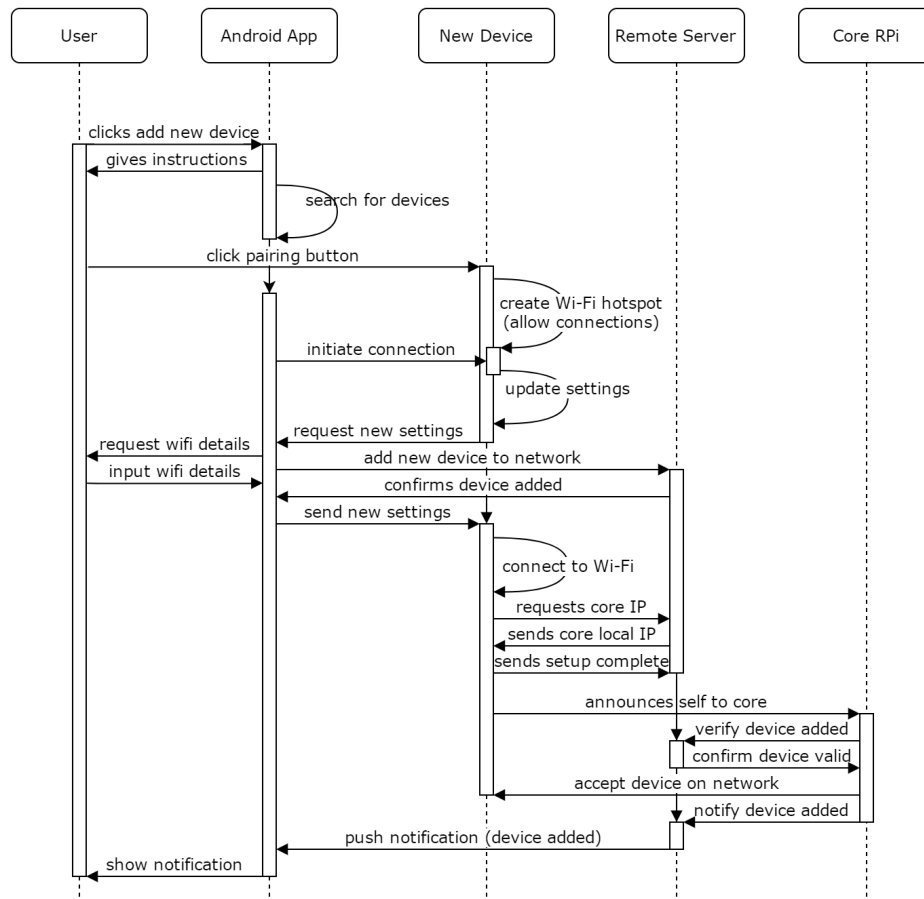 User
Android App
New Device
Remote Server
Core RPi
clicks add new device
gives instructions
search for devices
click pairing button
create Wi-Fi hotspot
(allow connections)
initiate connection
update settings
request new settings
request wifi details
add new device to network
input wifi details
confirms device added
send new settings
connect to Wi-Fi
requests core IP
sends core local IP
sends setup complete
announces self to core
verify device added
confirm device valid
accept device on network
notify device added
push notification (device added)
show notification